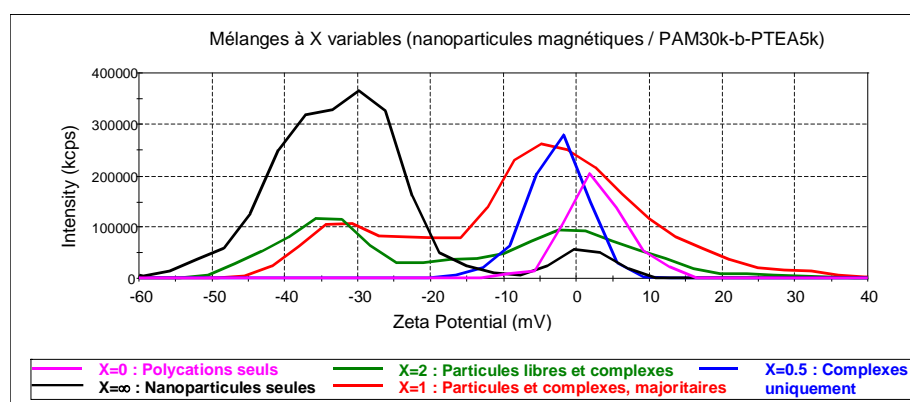 Mélanges à X variables (nanoparticules magnétiques / PAM30k-b-PTEA5k)
400000
300000
200000
100000
0
Intensity (kcps)
-60 -50 -40 -30 -20 -10 0 10 20 30 40
Zeta Potential (mV)
X=0 : Polycations seuls X=2 : Particules libres et complexes X=0.5 : Complexes
X=∞ : Nanoparticules seules X=1 : Particules et complexes, majoritaires uniquement